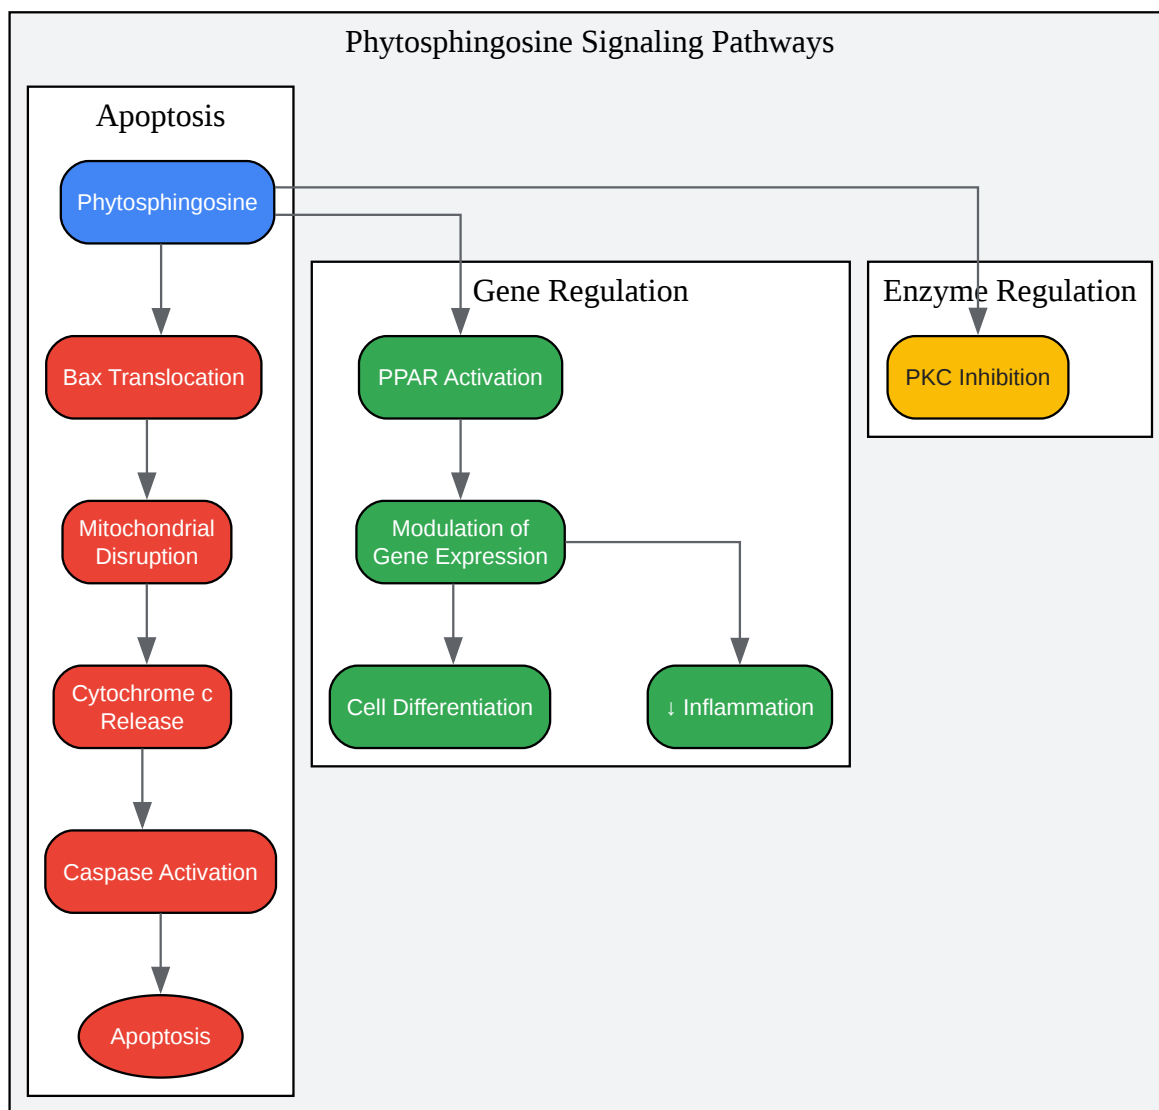 Phytosphingosine Signaling Pathways
Apoptosis
Phytosphingosine
Bax Translocation
Mitochondrial
Disruption
Cytochrome c
Release
Caspase Activation
Apoptosis
Gene Regulation
PPAR Activation
Modulation of
Gene Expression
Cell Differentiation
↓ Inflammation
Enzyme Regulation
PKC Inhibition